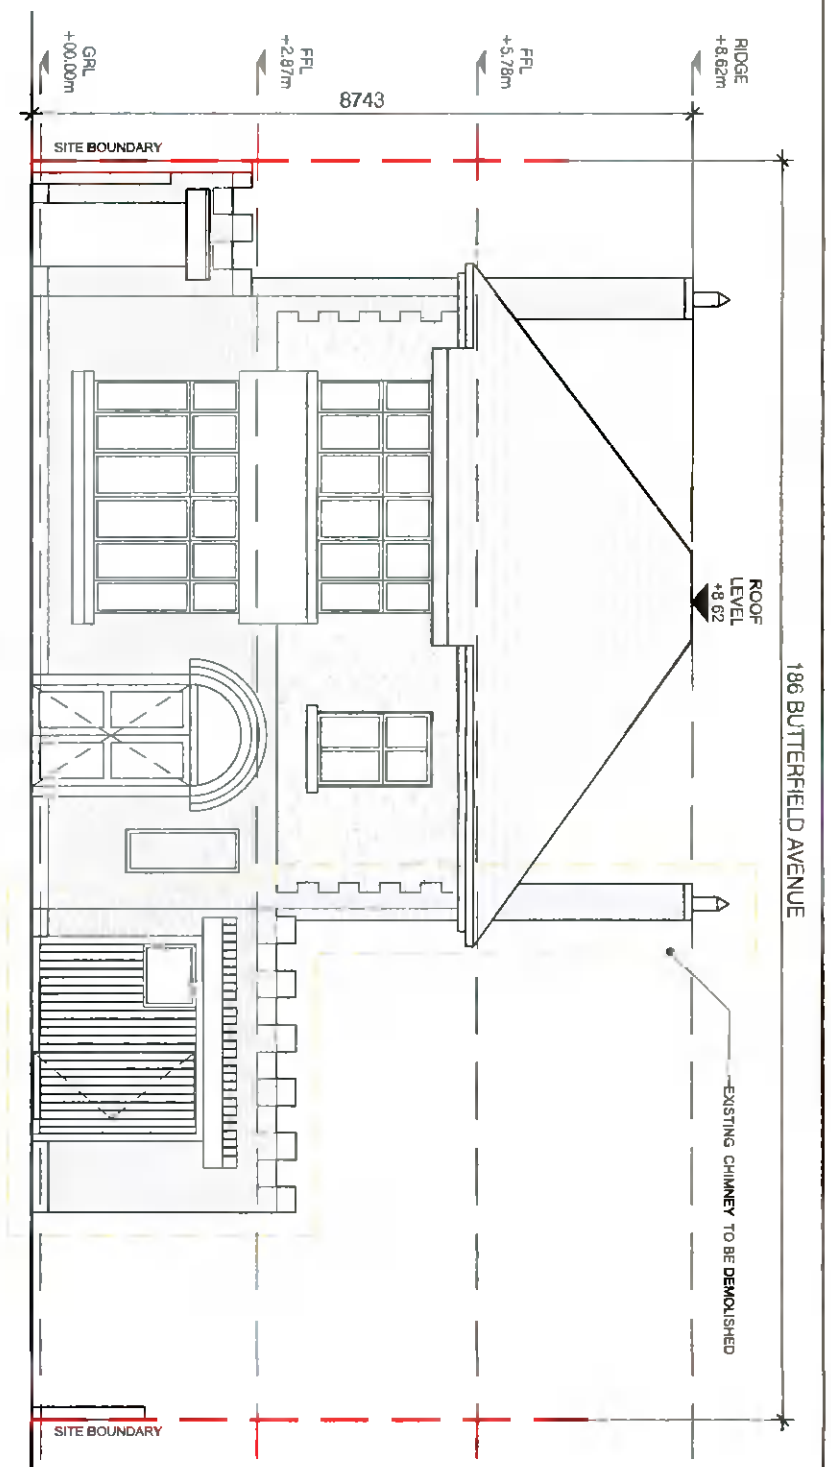 186 BUTTERFIELD AVENUE
RIDGE
+8.62m
FFL
+5.78m
FFL
+2.87m
GRL
+00.00m
8743
ROOF
LEVEL
+8.62
EXISTING CHIMNEY TO BE DEMOLISHED
SITE BOUNDARY
SITE BOUNDARY